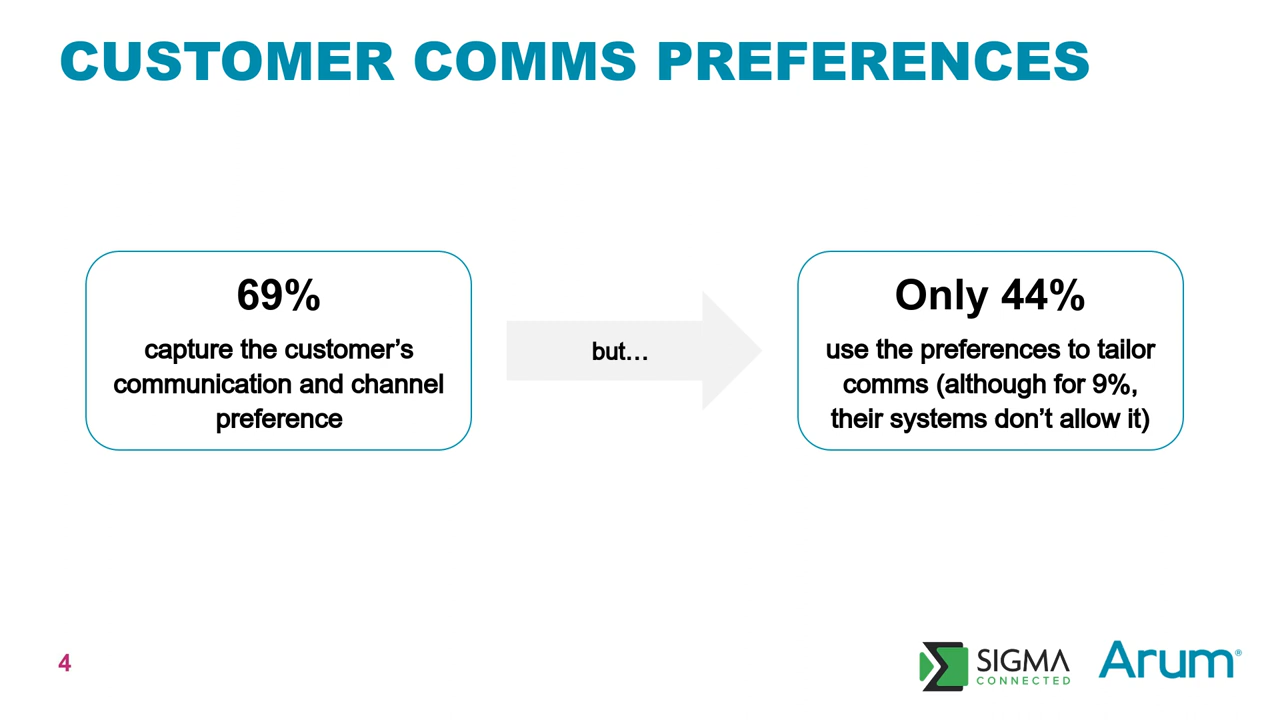 CUSTOMER COMMS PREFERENCES
69%
capture the customer’s
communication and channel
preference
but…
Only 44%
use the preferences to tailor
comms (although for 9%,
their systems don’t allow it)
4
SIGMA
CONNECTED
Arum®